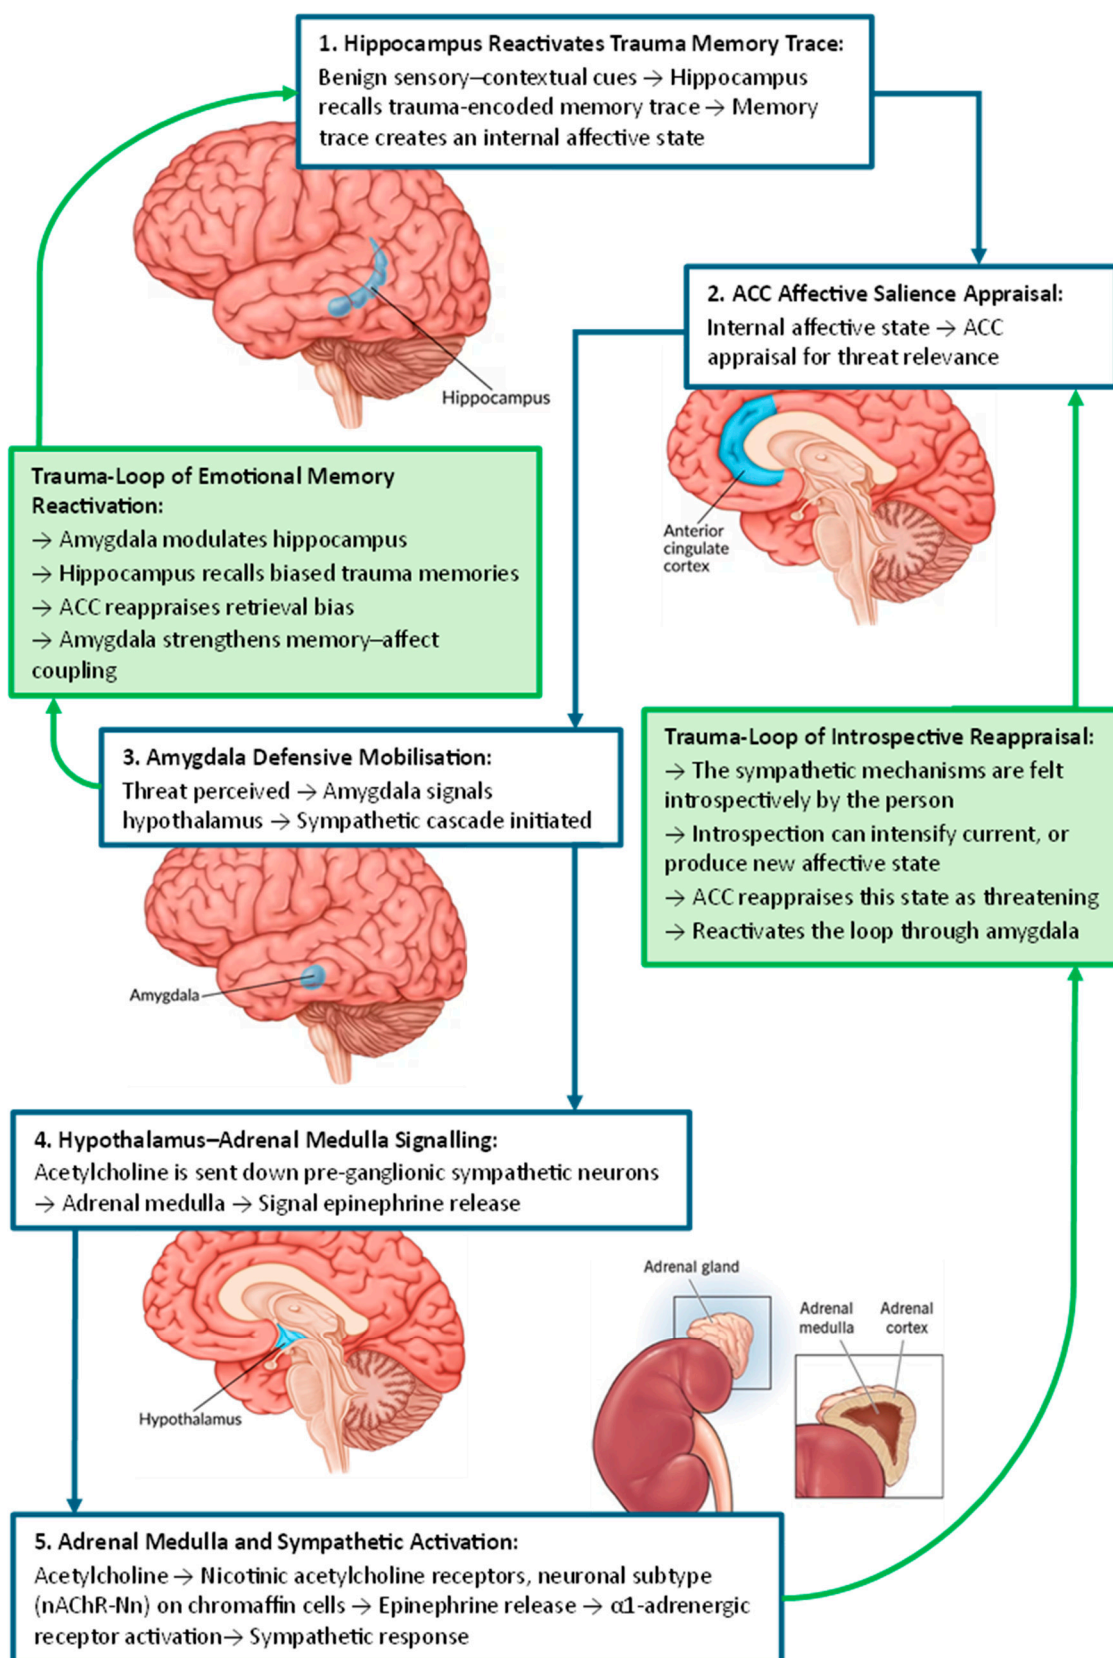 1. Hippocampus Reactivates Trauma Memory Trace:
Benign sensory–contextual cues → Hippocampus
recalls trauma-encoded memory trace → Memory
trace creates an internal affective state
Hippocampus
2. ACC Affective Salience Appraisal:
Internal affective state → ACC
appraisal for threat relevance
Anterior
cingulate
cortex
Trauma-Loop of Emotional Memory
Reactivation:
→ Amygdala modulates hippocampus
→ Hippocampus recalls biased trauma memories
→ ACC reappraises retrieval bias
→ Amygdala strengthens memory–affect
coupling
3. Amygdala Defensive Mobilisation:
Threat perceived → Amygdala signals
hypothalamus → Sympathetic cascade initiated
Amygdala
Trauma-Loop of Introspective Reappraisal:
→ The sympathetic mechanisms are felt
introspectively by the person
→ Introspection can intensify current, or
produce new affective state
→ ACC reappraises this state as threatening
→ Reactivates the loop through amygdala
4. Hypothalamus–Adrenal Medulla Signalling:
Acetylcholine is sent down pre-ganglionic sympathetic neurons
→ Adrenal medulla → Signal epinephrine release
Hypothalamus
Adrenal gland
Adrenal
medulla
Adrenal
cortex
5. Adrenal Medulla and Sympathetic Activation:
Acetylcholine → Nicotinic acetylcholine receptors, neuronal subtype
(nAChR-Nn) on chromaffin cells → Epinephrine release → α1-adrenergic
receptor activation→ Sympathetic response